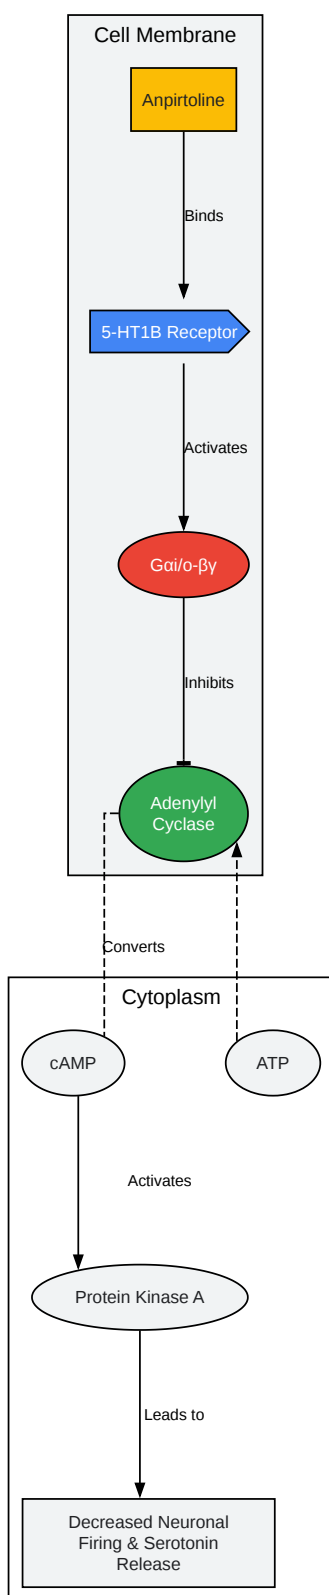 Cell Membrane
Anpirtoline
Binds
5-HT1B Receptor
Activates
Gαi/o-βγ
Inhibits
Adenylyl
Cyclase
Converts
Cytoplasm
cAMP
ATP
Activates
Protein Kinase A
Leads to
Decreased Neuronal
Firing & Serotonin
Release